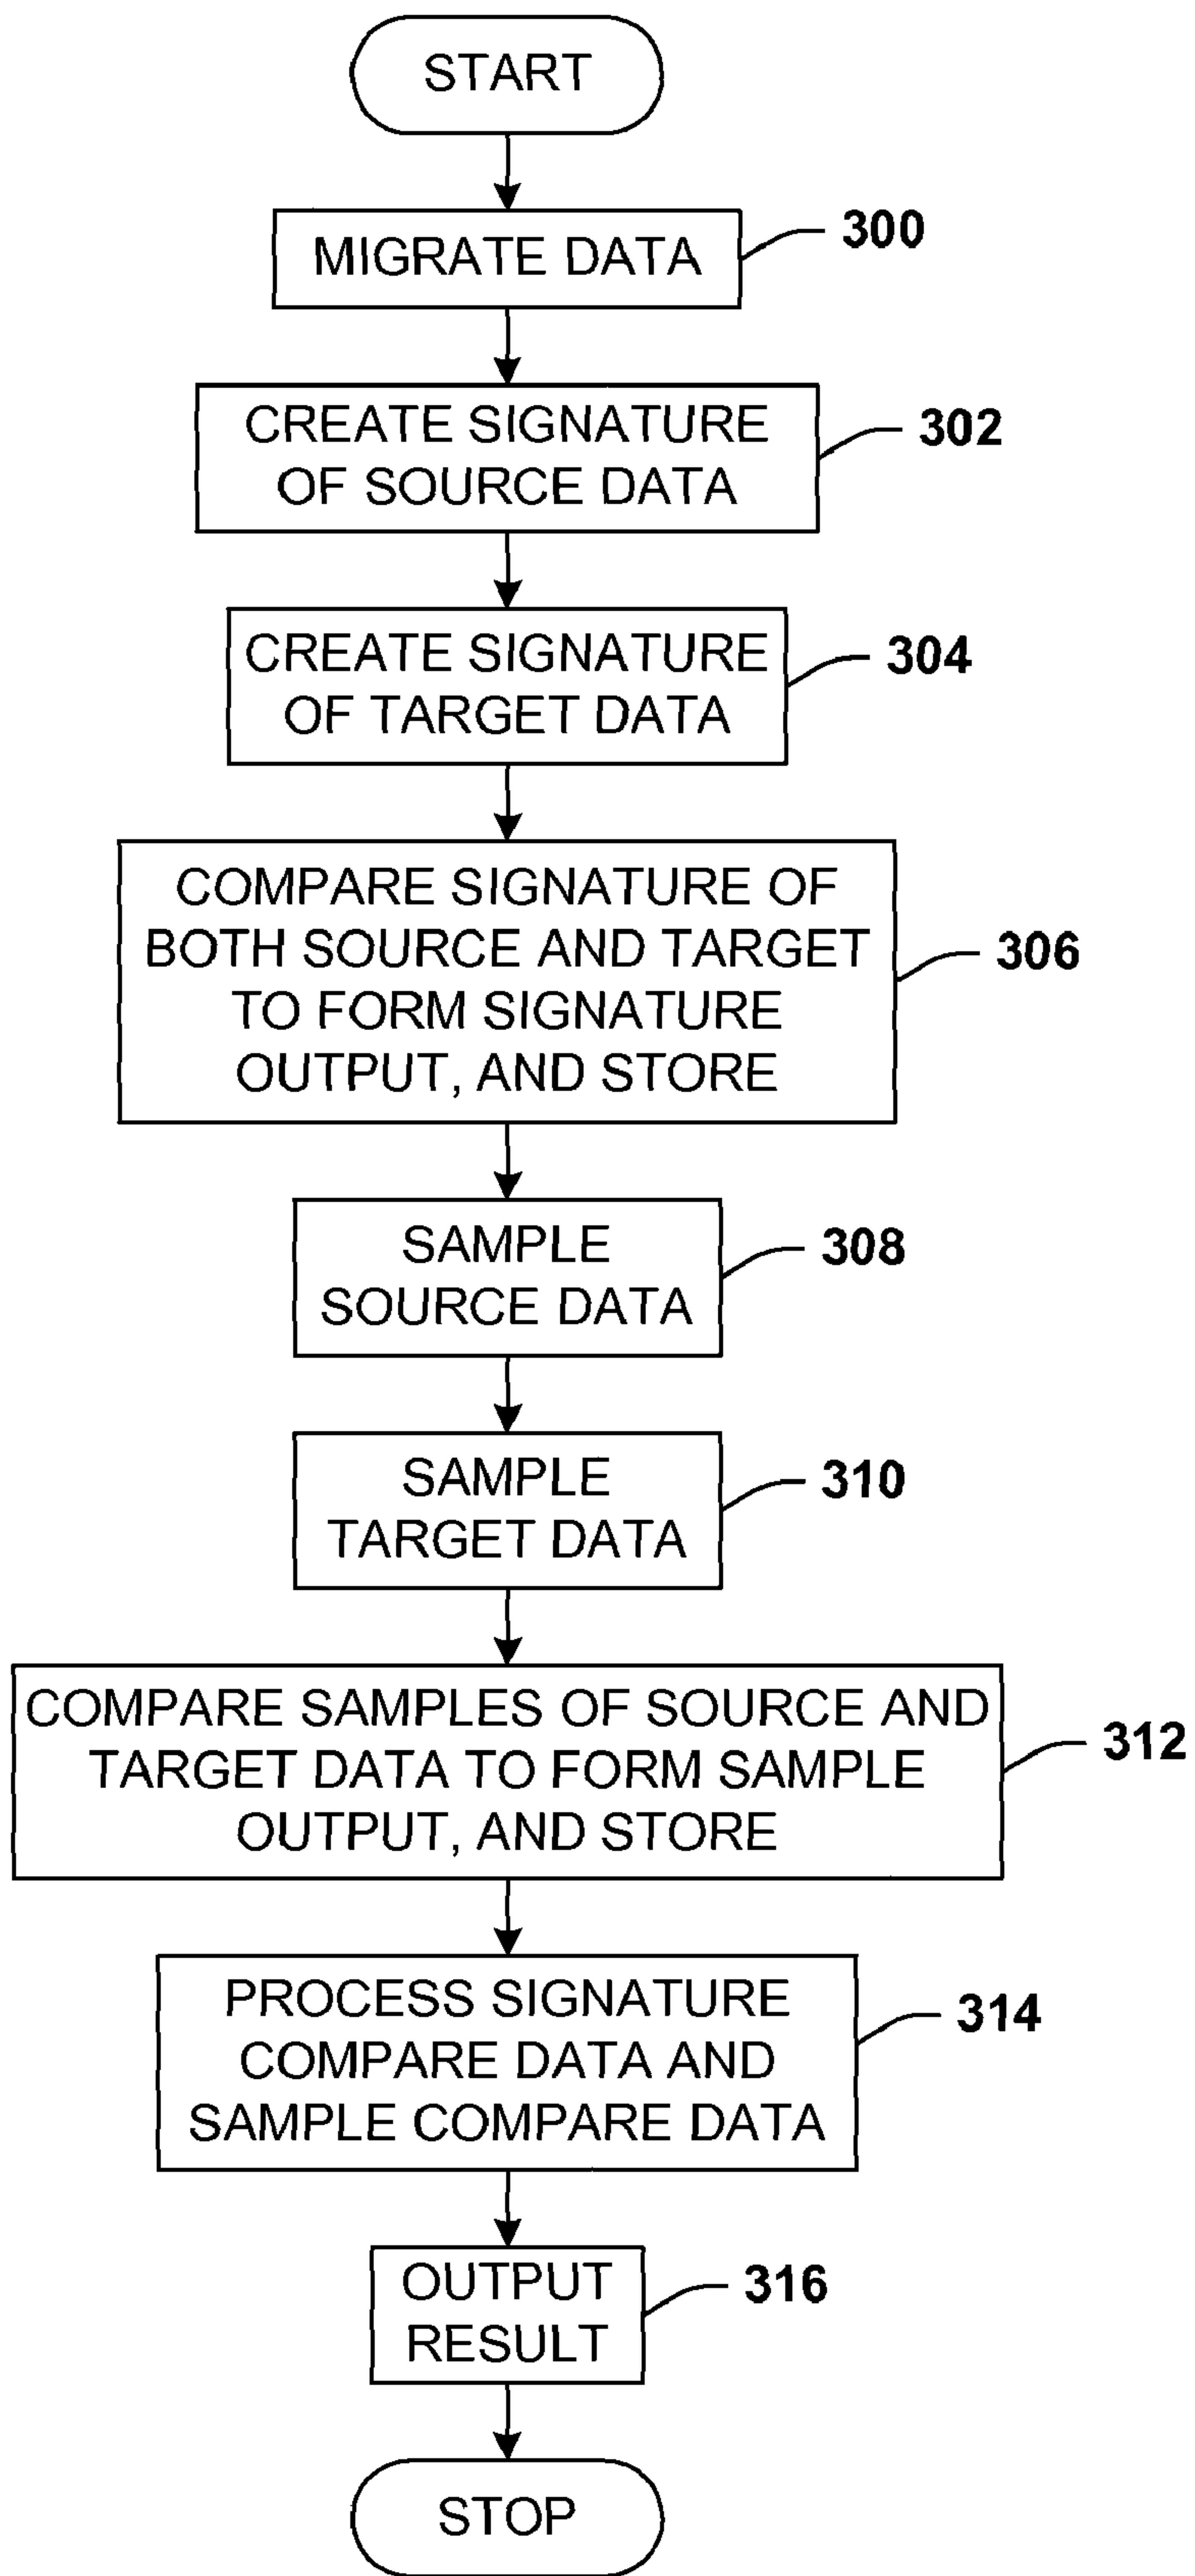 START
MIGRATE DATA
300
CREATE SIGNATURE
OF SOURCE DATA
302
CREATE SIGNATURE
OF TARGET DATA
304
COMPARE SIGNATURE OF
BOTH SOURCE AND TARGET
TO FORM SIGNATURE
OUTPUT, AND STORE
306
SAMPLE
SOURCE DATA
308
SAMPLE
TARGET DATA
310
COMPARE SAMPLES OF SOURCE AND
TARGET DATA TO FORM SAMPLE
OUTPUT, AND STORE
312
PROCESS SIGNATURE
COMPARE DATA AND
SAMPLE COMPARE DATA
314
OUTPUT
RESULT
316
STOP